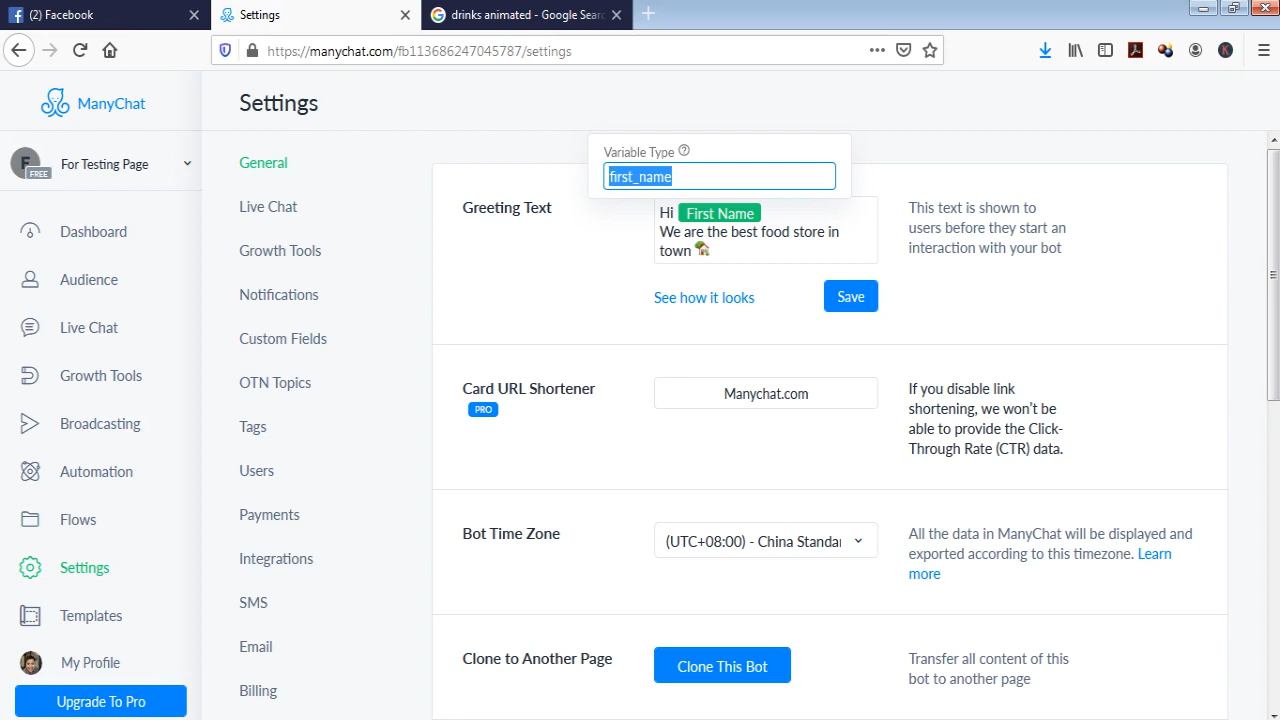 (2) Facebook
Settings
drinks animated - Google Searc
https://manychat.com/fb113686247045787/settings
ManyChat
F
FREE
For Testing Page
Dashboard
Audience
Live Chat
Growth Tools
Broadcasting
Automation
Flows
Settings
Templates
My Profile
Upgrade To Pro
Settings
General
Live Chat
Growth Tools
Notifications
Custom Fields
OTN Topics
Tags
Users
Payments
Integrations
SMS
Email
Billing
Variable Type
first_name
Greeting Text
Hi First Name
We are the best food store in
town
See how it looks
Save
This text is shown to
users before they start an
interaction with your bot
Card URL Shortener
PRO
Manychat.com
If you disable link
shortening, we won't be
able to provide the Click-
Through Rate (CTR) data.
Bot Time Zone
(UTC+08:00) - China Standar
All the data in ManyChat will be displayed and
exported according to this timezone. Learn
more
Clone to Another Page
Clone This Bot
Transfer all content of this
bot to another page